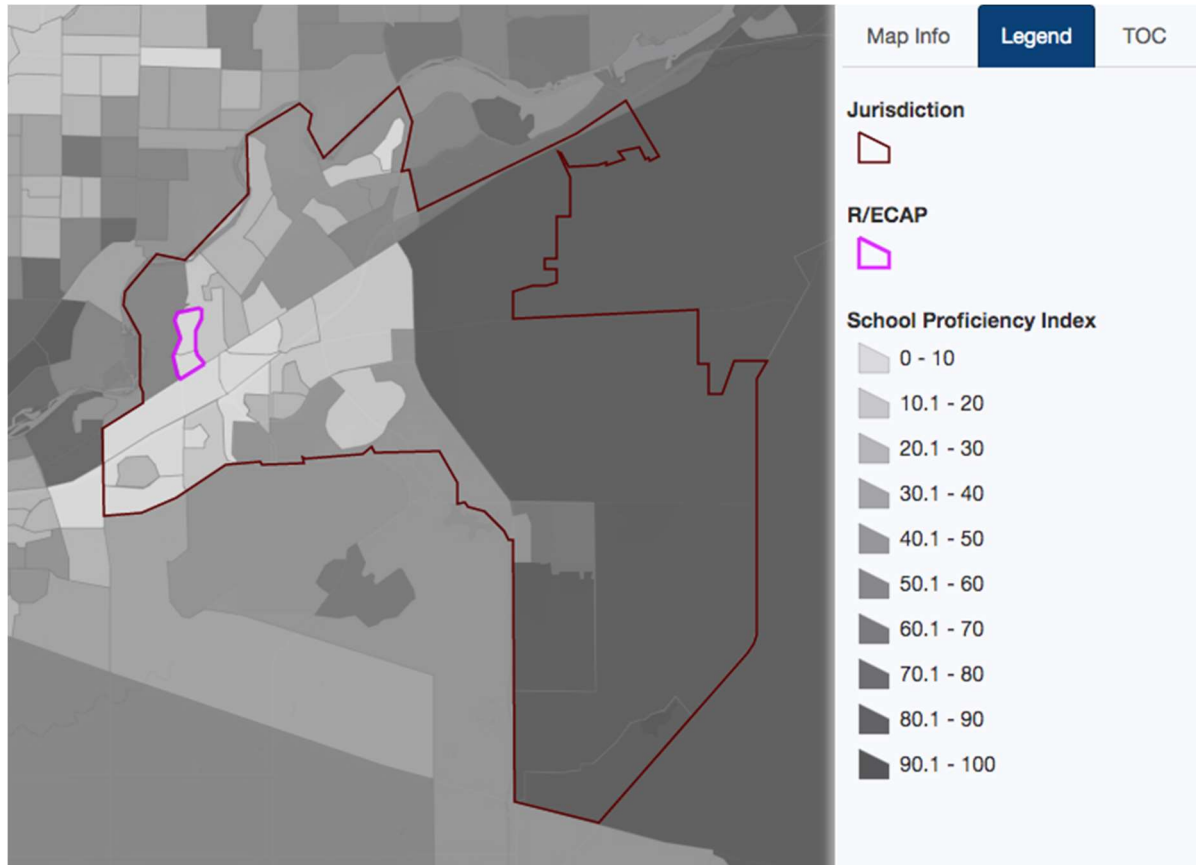 Map Info Legend TOC
Jurisdiction
R/ECAP
School Proficiency Index
0 - 10
10.1 - 20
20.1 - 30
30.1 - 40
40.1 - 50
50.1 - 60
60.1 - 70
70.1 - 80
80.1 - 90
90.1 - 100